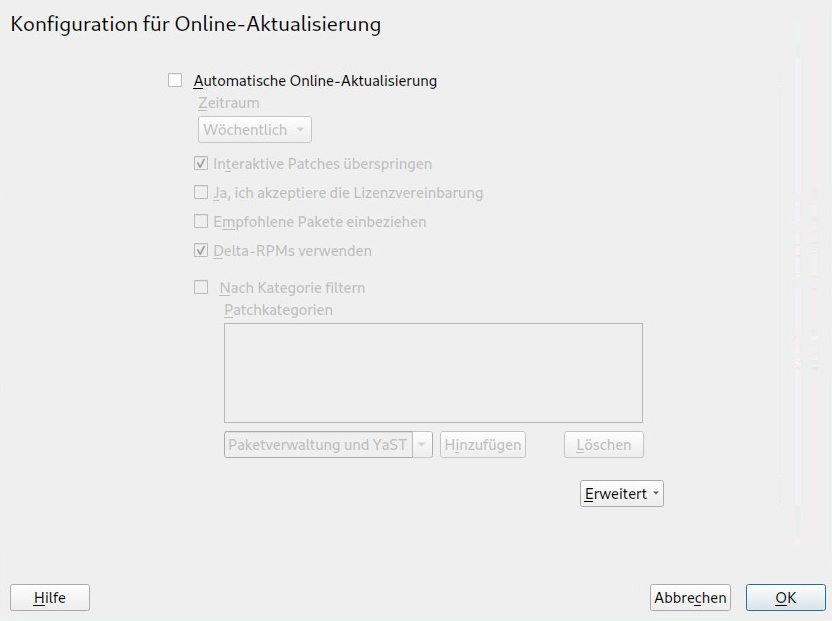 Konfiguration für Online-Aktualisierung
Automatische Online-Aktualisierung
Zeitraum
Wöchentlich
Interaktive Patches überspringen
Ja, ich akzeptiere die Lizenzvereinbarung
Empfohlene Pakete einbeziehen
Delta-RPMs verwenden
Nach Kategorie filtern
Patchkategorien
Paketverwaltung und YaST Hinzufügen Löschen
Erweitert
Hilfe Abbrechen OK